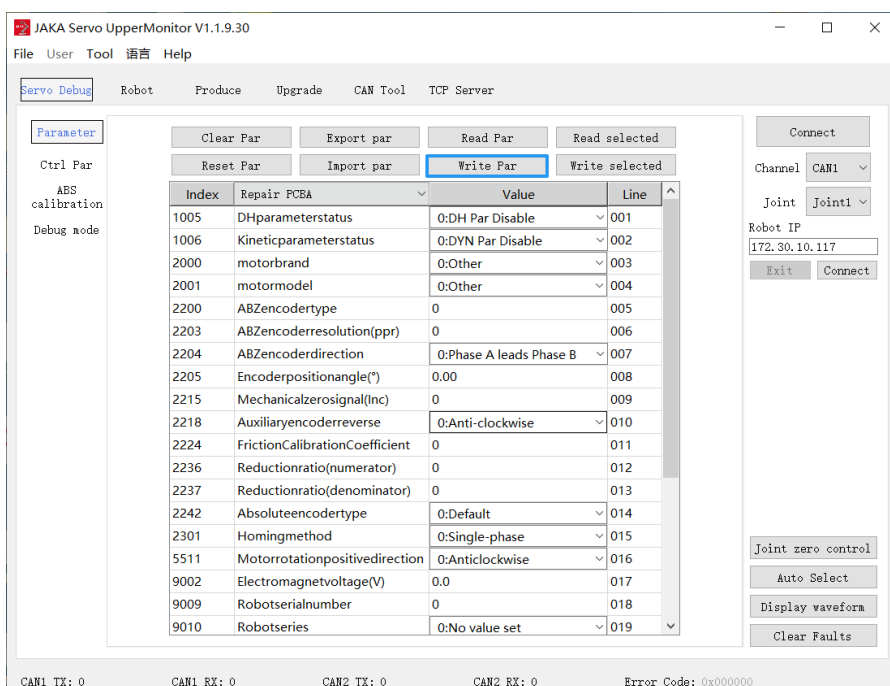 JAKA Servo UpperMonitor V1.1.9.30
File User Tool 语言 Help
Servo Debug Robot Produce Upgrade CAN Tool TCP Server
Parameter
Ctrl Par
ABS
calibration
Debug mode
Clear Par Export par Read Par Read selected
Reset Par Import par Write Par Write selected
Index Repair PCBA Value Line
1005 DHparameterstatus 0:DH Par Disable 001
1006 Kineticparameterstatus 0:DYN Par Disable 002
2000 motorbrand 0:Other 003
2001 motormodel 0:Other 004
2200 ABZencodertype 0 005
2203 ABZencoderresolution(ppr) 0 006
2204 ABZencoderdirection 0:Phase A leads Phase B 007
2205 Encoderpositionangle(°) 0.00 008
2215 Mechanicalzerosignal(Inc) 0 009
2218 Auxiliaryencoderreverse 0:Anti-clockwise 010
2224 FrictionCalibrationCoefficient 0 011
2236 Reductionratio(numerator) 0 012
2237 Reductionratio(denominator) 0 013
2242 Absoluteencodertype 0:Default 014
2301 Homingmethod 0:Single-phase 015
5511 Motorrotationpositivedirection 0:Anticlockwise 016
9002 Electromagnetvoltage(V) 0.0 017
9009 Robotserialnumber 0 018
9010 Robotseries 0:No value set 019
Connect
Channel CAN1
Joint Joint1
Robot IP
172.30.10.117
Exit Connect
Joint zero control
Auto Select
Display waveform
Clear Faults
CAN1 TX: 0 CAN1 RX: 0 CAN2 TX: 0 CAN2 RX: 0 Error Code: 0x000000